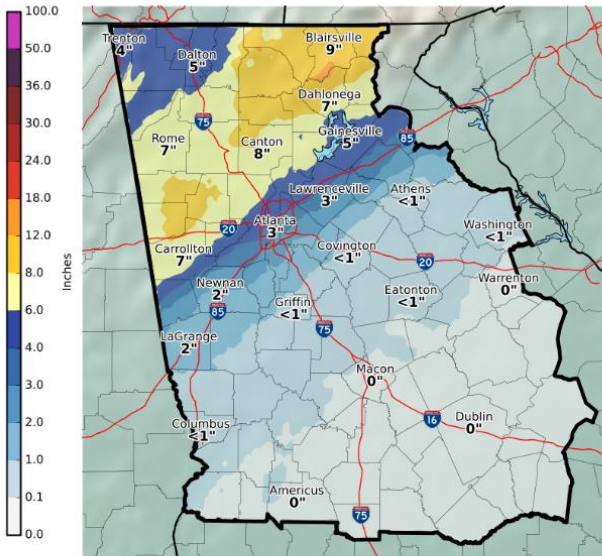 100.0
50.0
36.0
30.0
24.0
18.0
12.0
8.0
6.0
4.0
3.0
2.0
1.0
0.1
0.0
Inches
Trenton
4"
Dalton
5"
Blairsville
9"
Dahlonega
7"
75
Rome
7"
Canton
8"
Gainesville
5"
85
Lawrenceville
3"
Athens
<1"
Atlanta
3"
20
Washington
<1"
Carrollton
7"
Covington
<1"
20
Warrenton
0"
Newnan
2"
85
Griffin
<1"
Eatonton
<1"
75
LaGrange
2"
Macon
0"
16
Dublin
0"
Columbus
<1"
Americus
0"
75